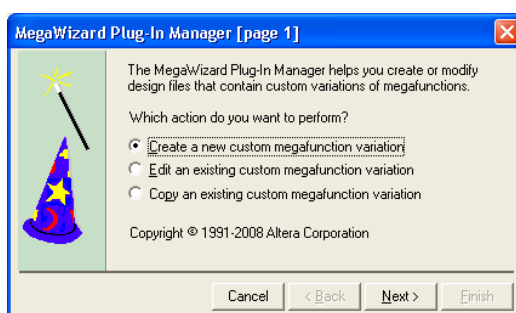 MegaWizard Plug-In Manager [page 1]
The MegaWizard Plug-In Manager helps you create or modify
design files that contain custom variations of megafunctions.
Which action do you want to perform?
Create a new custom megafunction variation
Edit an existing custom megafunction variation
Copy an existing custom megafunction variation
Copyright © 1991-2008 Altera Corporation
Cancel < Back Next > Finish